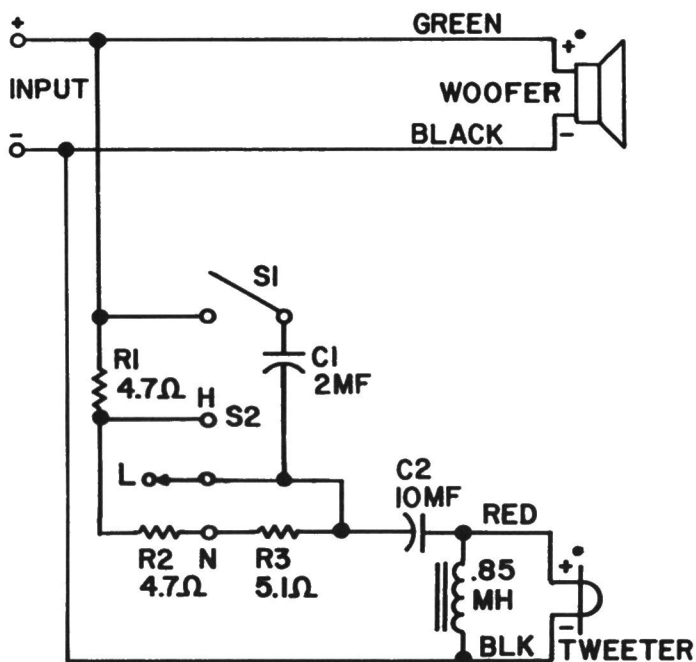 +
GREEN
+
INPUT
WOOFER
–
BLACK
–
S1
R1
4.7Ω
C1
2MF
H
S2
L
C2
10MF
RED
R2
4.7Ω
N
R3
5.1Ω
.85
MH
+
–
BLK
TWEETER